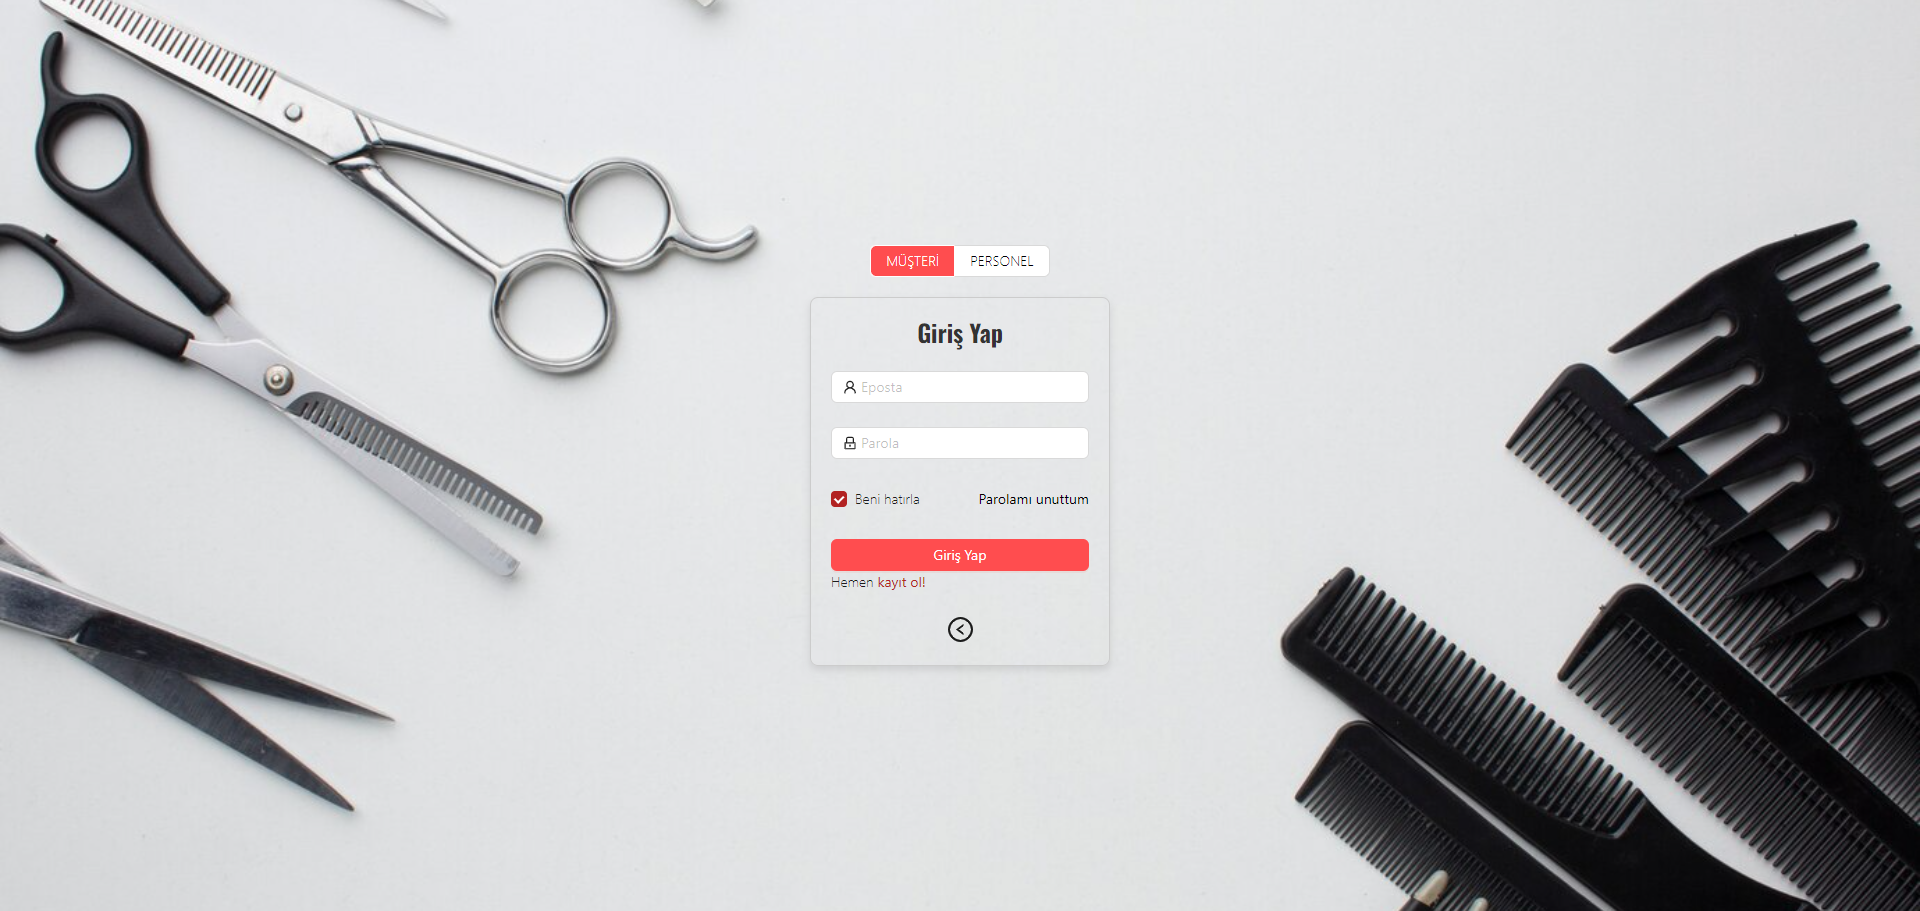 MÜŞTERİ PERSONEL
Giriş Yap
Eposta
Parola
Beni hatırla Parolamı unuttum
Giriş Yap
Hemen kayıt ol!